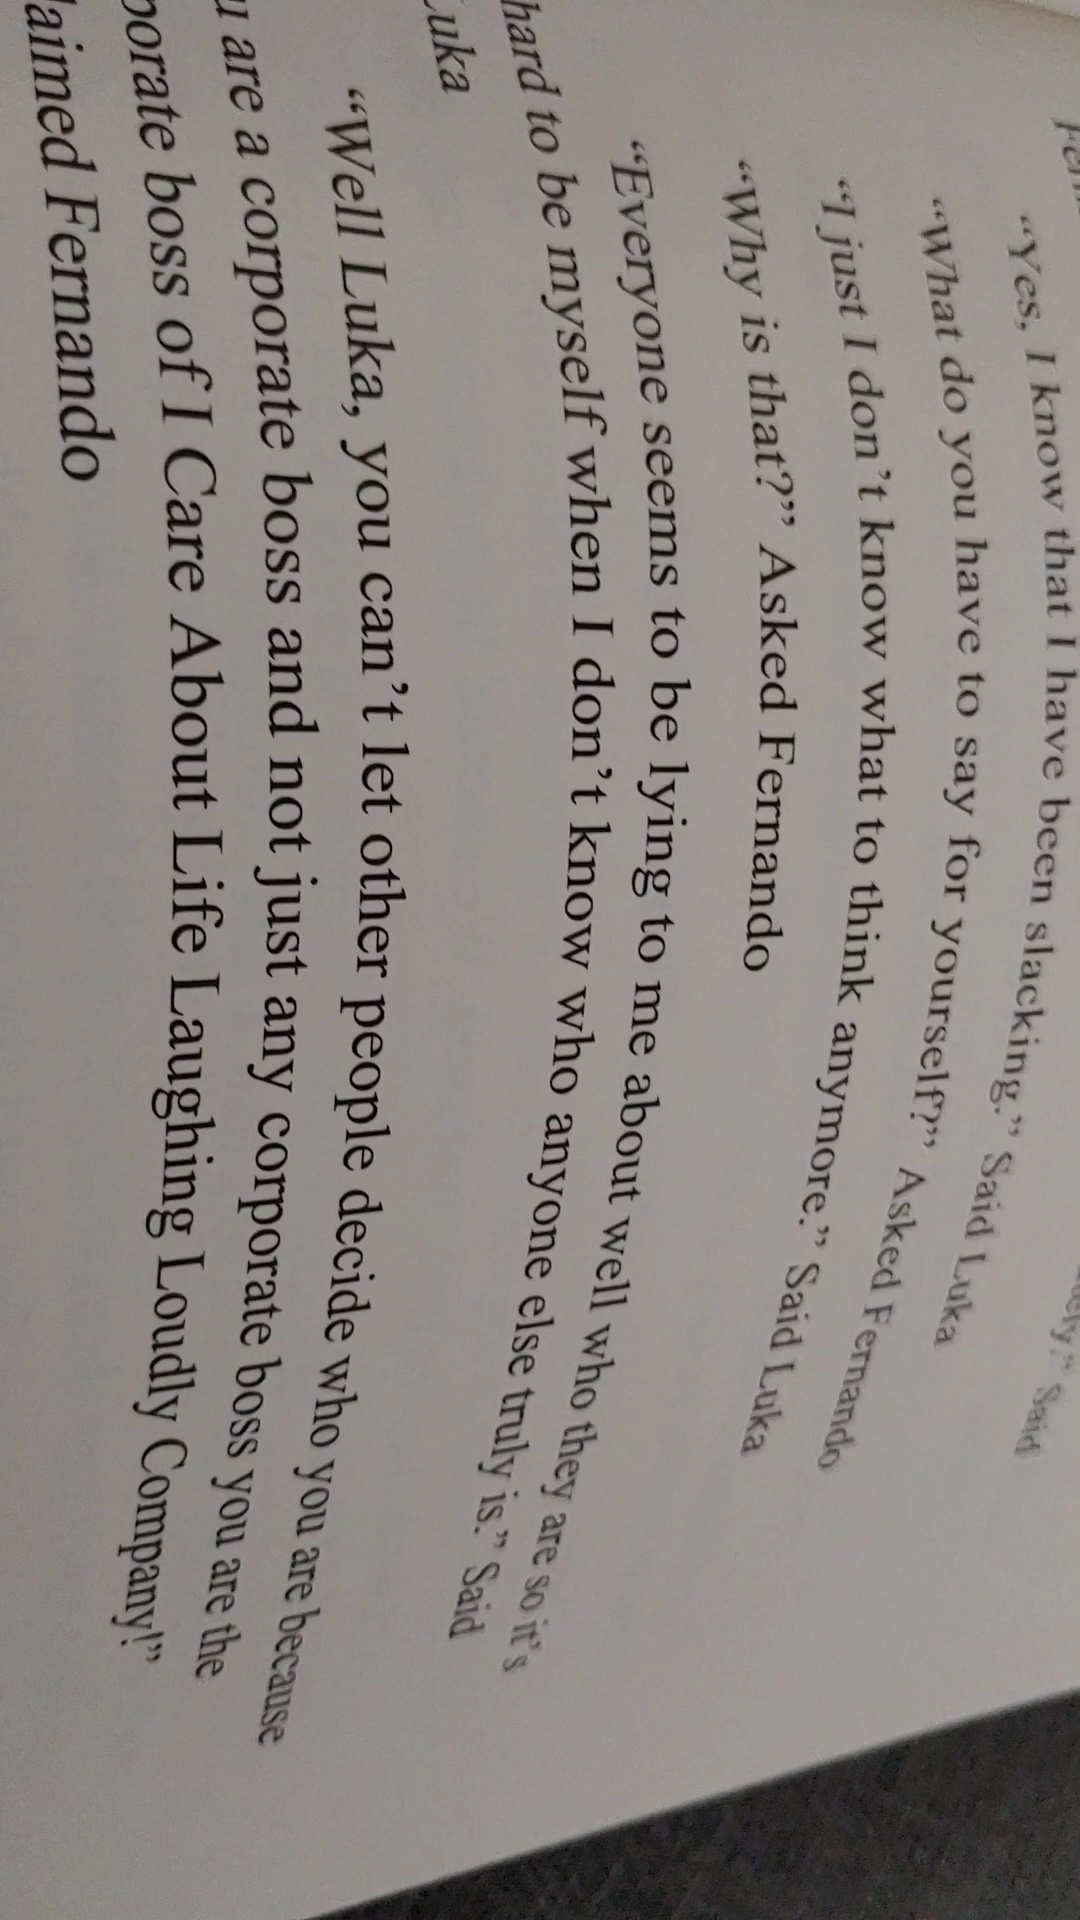 "Yes, I know that I have been slacking." Said Luka
"What do you have to say for yourself?" Asked Fernando
"I just I don't know what to think anymore." Said Luka
"Why is that?" Asked Fernando
"Everyone seems to be lying to me about well who they are so it's
hard to be myself when I don't know who anyone else truly is." Said
Luka
"Well Luka, you can't let other people decide who you are because
are a corporate boss and not just any corporate boss you are the
boss of I Care About Life Laughing Loudly Company!"
Fernando